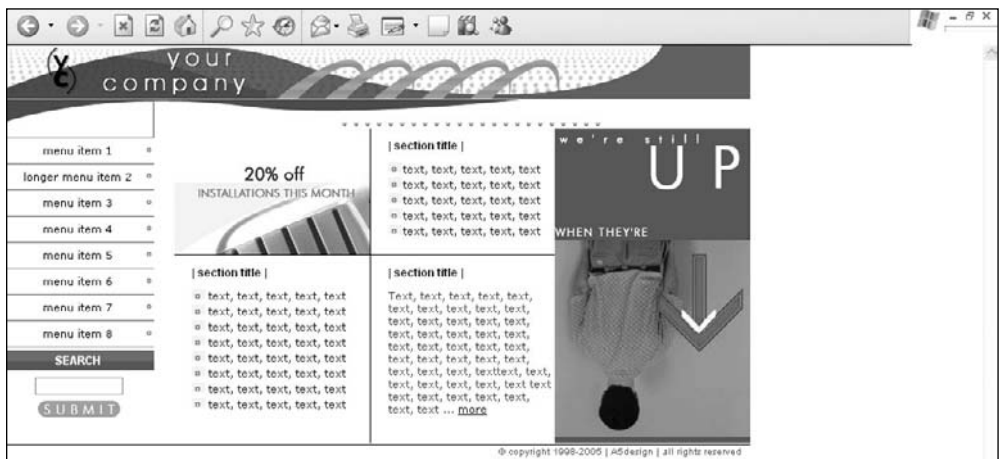 your
company
YC
menu item 1
longer menu item 2
menu item 3
menu item 4
menu item 5
menu item 6
menu item 7
menu item 8
SEARCH
SUBMIT
20% off
INSTALLATIONS THIS MONTH
| section title |
text, text, text, text, text
text, text, text, text, text
text, text, text, text, text
text, text, text, text, text
text, text, text, text, text
| section title |
text, text, text, text, text
text, text, text, text, text
text, text, text, text, text
text, text, text, text, text
text, text, text, text, text
text, text, text, text, text
text, text, text, text, text
text, text, text, text, text
| section title |
Text, text, text, text, text,
text, text, text, text, text,
text, text, text, text, text,
text, text, text, text, text,
text, text, text, text, text,
text, text, text, text, text,
text, text, text, texttext, text,
text, text, text, text, text text
text, text, text, text, text,
text, text ... more
we're still
UP
WHEN THEY'RE
© copyright 1998-2005 | A5design | all rights reserved